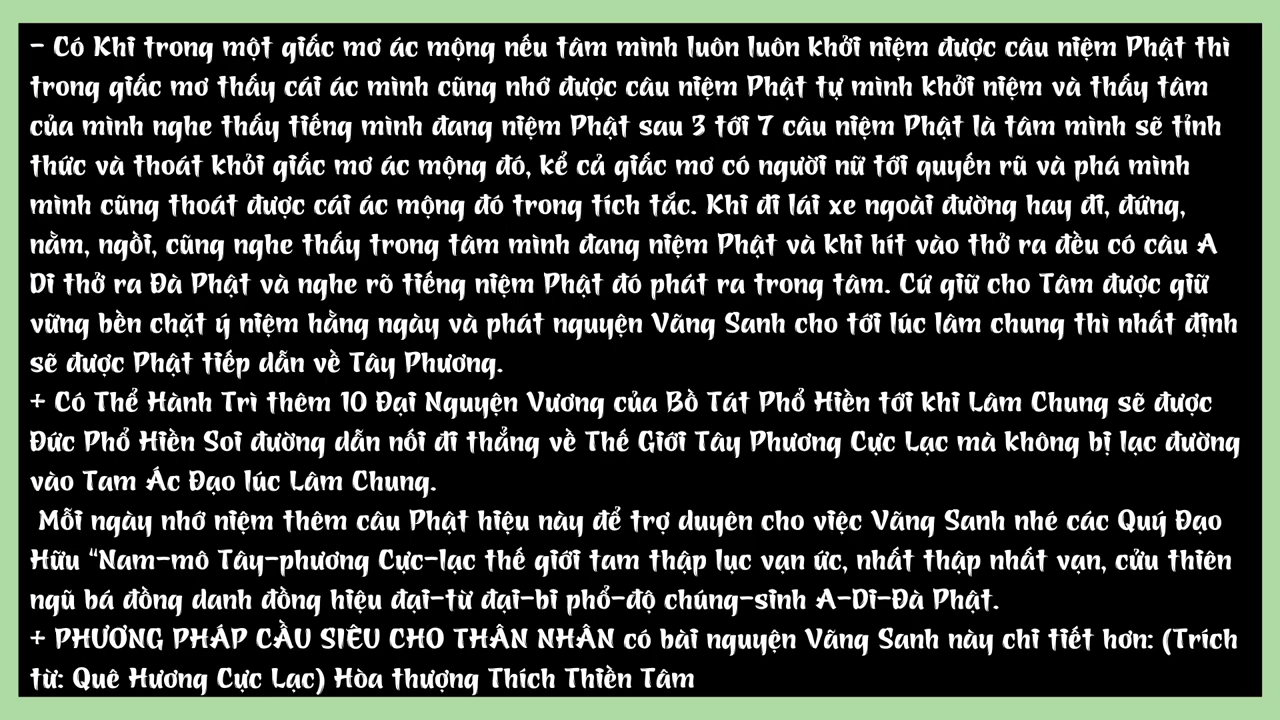 - Có Khi trong một giấc mơ ác mộng nếu tâm mình luôn luôn khởi niệm được câu niệm Phật thì
trong giấc mơ thấy cái ác mình cũng nhớ được câu niệm Phật tự mình khởi niệm và thấy tâm
của mình nghe thấy tiếng mình đang niệm Phật sau 3 tới 7 câu niệm Phật là tâm mình sẽ tỉnh
thức và thoát khỏi giấc mơ ác mộng đó, kể cả giấc mơ có người nữ tới quyến rũ và phá mình
mình cũng thoát được cái ác mộng đó trong tích tắc. Khi đi lái xe ngoài đường hay đi, đứng,
nằm, ngồi, cũng nghe thấy trong tâm mình đang niệm Phật và khi hít vào thở ra đều có câu A
Di thở ra Đà Phật và nghe rõ tiếng niệm Phật đó phát ra trong tâm. Cứ giữ cho Tâm được giữ
vững bền chặt ý niệm hằng ngày và phát nguyện Vãng Sanh cho tới lúc lâm chung thì nhất định
sẽ được Phật tiếp dẫn về Tây Phương.
+ Có Thể Hành Trì thêm 10 Đại Nguyện Vương của Bồ Tát Phổ Hiền tới khi Lâm Chung sẽ được
Đức Phổ Hiền Soi đường dẫn nối đi thẳng về Thế Giới Tây Phương Cực Lạc mà không bị lạc đường
vào Tam Ác Đạo lúc Lâm Chung.
Mỗi ngày nhớ niệm thêm câu Phật hiệu này để trợ duyên cho việc Vãng Sanh nhé các Quý Đạo
Hữu “Nam-mô Tây-phương Cực-lạc thế giới tam thập lục vạn ức, nhất thập nhất vạn, cửu thiên
ngũ bá đồng danh đồng hiệu đại-từ đại-bi phổ-độ chúng-sinh A-Di-Đà Phật.
+ PHƯƠNG PHÁP CẦU SIÊU CHO THÂN NHÂN có bài nguyện Vãng Sanh này chi tiết hơn: (Trích
từ: Quê Hương Cực Lạc) Hòa thượng Thích Thiền Tâm